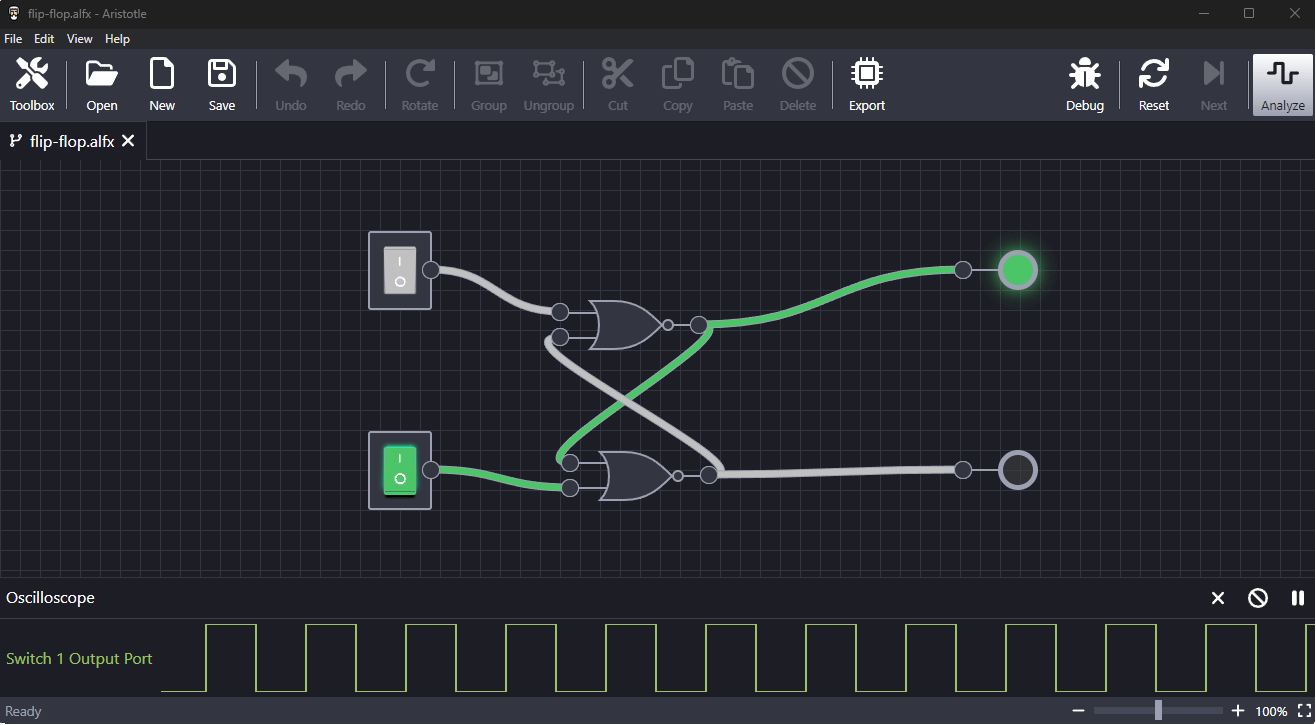 flip-flop.alfx - Aristotle
File Edit View Help
Toolbox Open New Save Undo Redo Rotate Group Ungroup Cut Copy Paste Delete Export Debug Reset Next Analyze
flip-flop.alfx
Oscilloscope
Switch 1 Output Port
Ready 100%